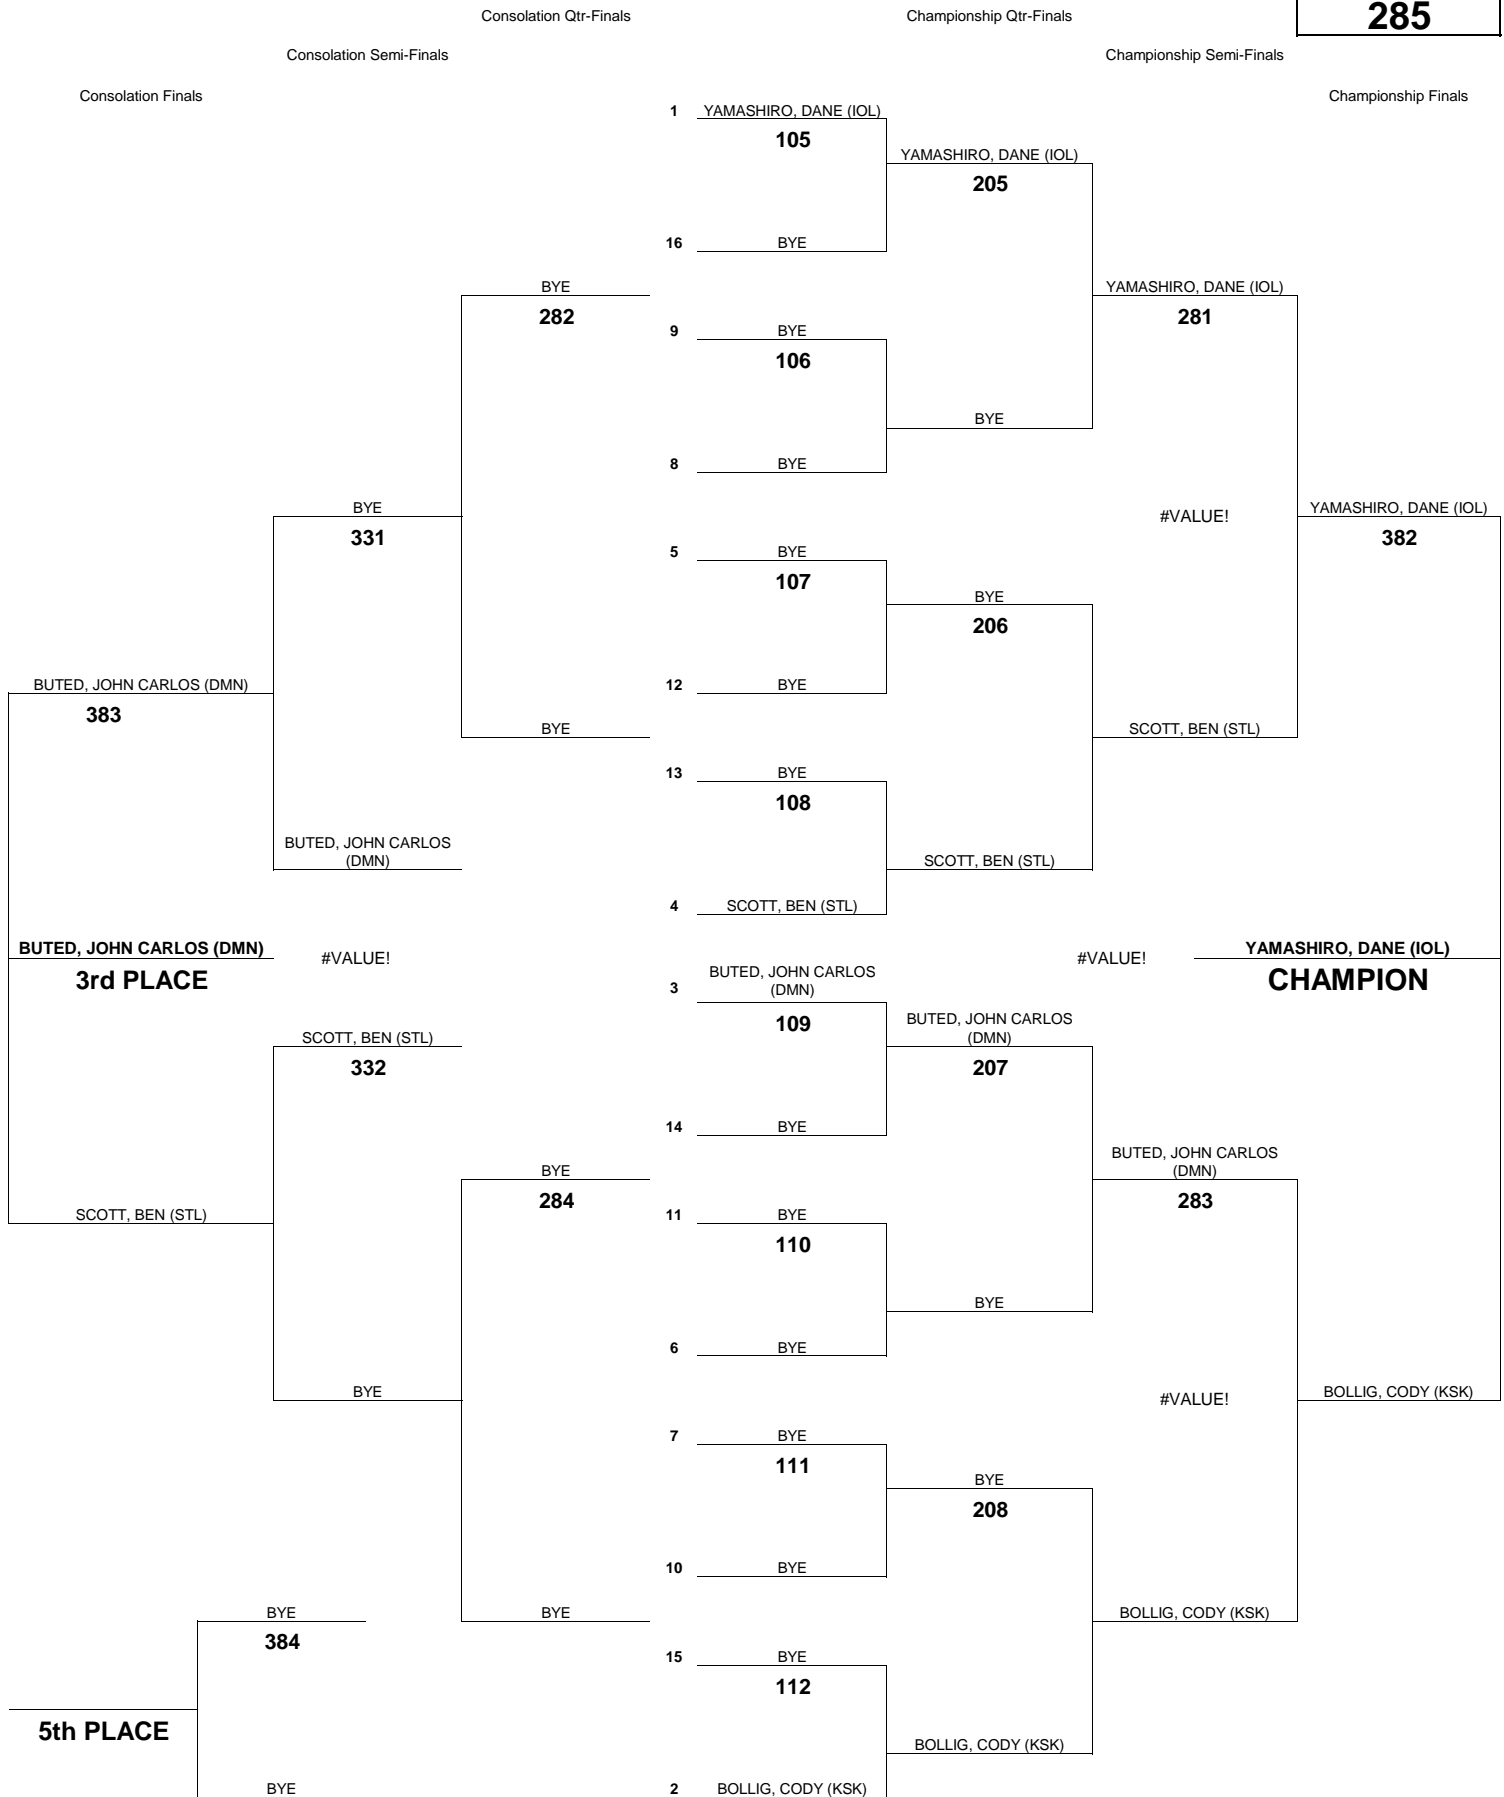 Consolation Qtr-Finals
Championship Qtr-Finals
285
Consolation Semi-Finals
Championship Semi-Finals
Consolation Finals
Championship Finals
1 YAMASHIRO, DANE (IOL)
105
YAMASHIRO, DANE (IOL)
205
16 BYE
BYE
YAMASHIRO, DANE (IOL)
282
281
9 BYE
106
BYE
8 BYE
BYE
#VALUE!
YAMASHIRO, DANE (IOL)
331
382
5 BYE
107
BYE
206
BUTED, JOHN CARLOS (DMN)
12 BYE
383
BYE
SCOTT, BEN (STL)
13 BYE
108
BUTED, JOHN CARLOS
(DMN)
SCOTT, BEN (STL)
4 SCOTT, BEN (STL)
BUTED, JOHN CARLOS (DMN)
#VALUE!
#VALUE!
YAMASHIRO, DANE (IOL)
3rd PLACE
CHAMPION
BUTED, JOHN CARLOS
3 (DMN)
109
BUTED, JOHN CARLOS
(DMN)
SCOTT, BEN (STL)
332
207
14 BYE
BUTED, JOHN CARLOS
(DMN)
BYE
284
283
SCOTT, BEN (STL)
11 BYE
110
BYE
6 BYE
BYE
#VALUE!
BOLLIG, CODY (KSK)
7 BYE
111
BYE
208
10 BYE
BYE
BYE
BOLLIG, CODY (KSK)
384
15 BYE
112
5th PLACE
BOLLIG, CODY (KSK)
BYE
2 BOLLIG, CODY (KSK)